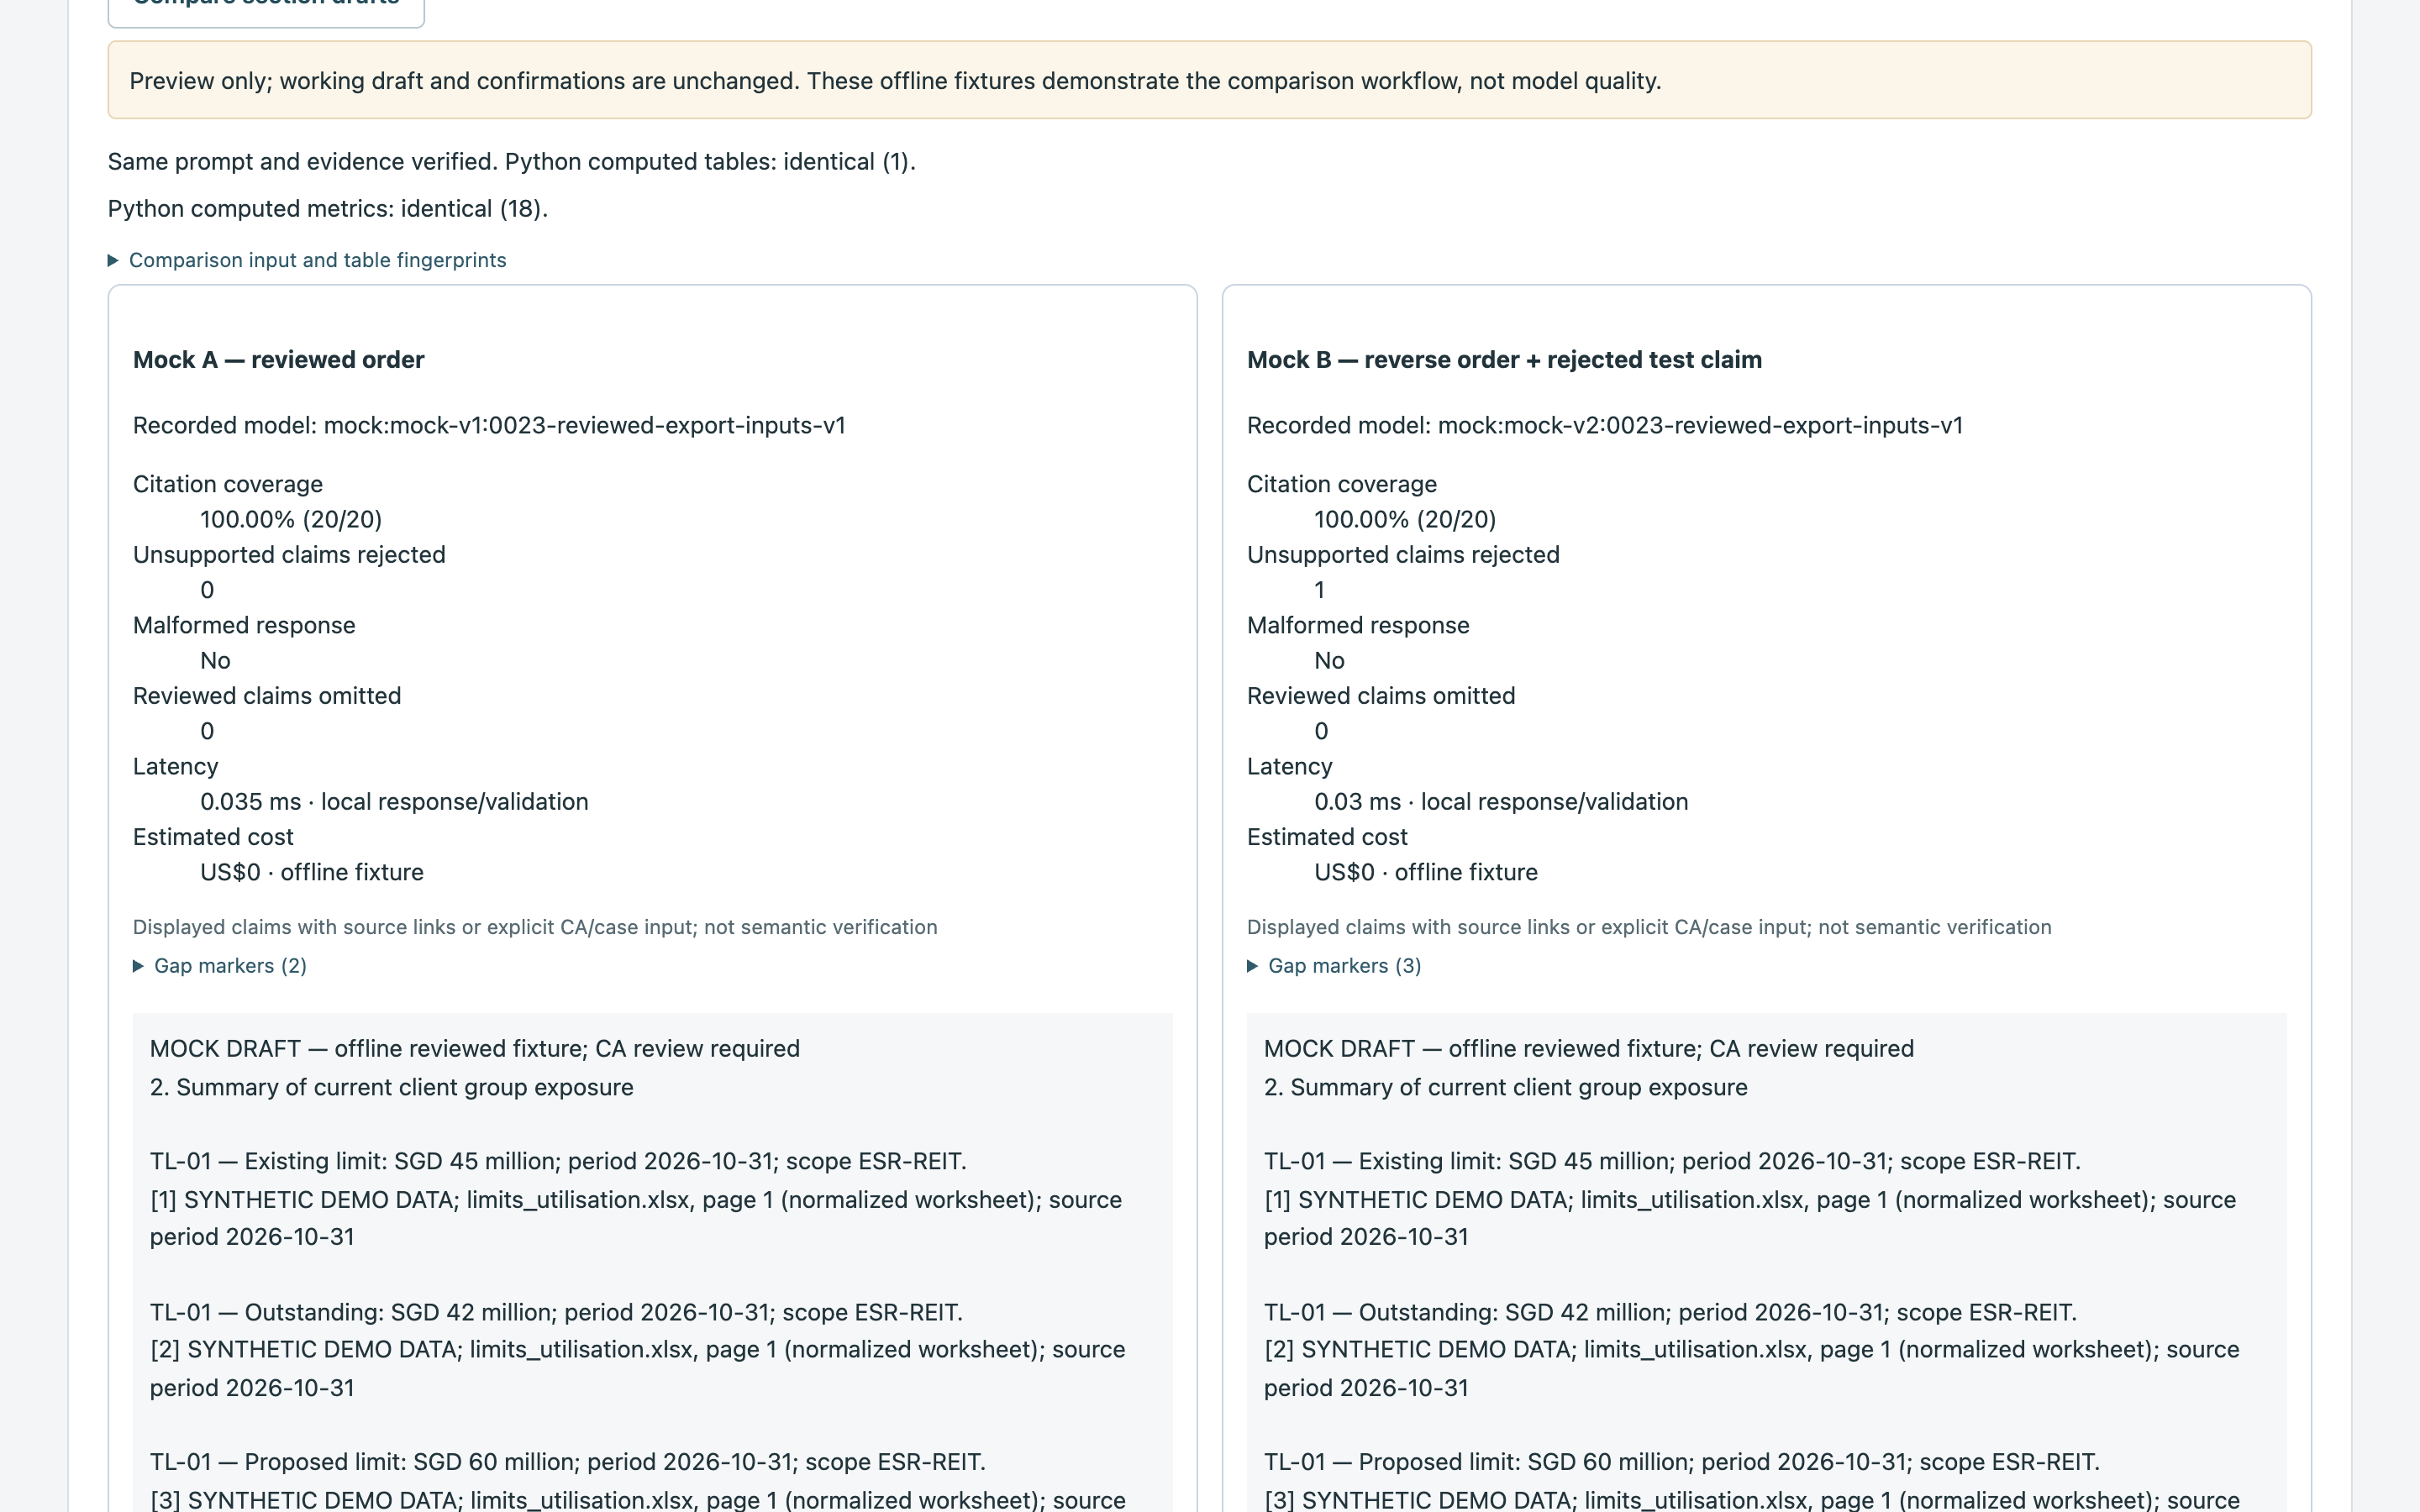 Compare section drafts
Preview only; working draft and confirmations are unchanged. These offline fixtures demonstrate the comparison workflow, not model quality.
Same prompt and evidence verified. Python computed tables: identical (1).
Python computed metrics: identical (18).
Comparison input and table fingerprints
Mock A — reviewed order
Recorded model: mock:mock-v1:0023-reviewed-export-inputs-v1
Citation coverage
100.00% (20/20)
Unsupported claims rejected
0
Malformed response
No
Reviewed claims omitted
0
Latency
0.035 ms · local response/validation
Estimated cost
US$0 · offline fixture
Displayed claims with source links or explicit CA/case input; not semantic verification
Gap markers (2)
MOCK DRAFT — offline reviewed fixture; CA review required
2. Summary of current client group exposure
TL-01 — Existing limit: SGD 45 million; period 2026-10-31; scope ESR-REIT.
[1] SYNTHETIC DEMO DATA; limits_utilisation.xlsx, page 1 (normalized worksheet); source
period 2026-10-31
TL-01 — Outstanding: SGD 42 million; period 2026-10-31; scope ESR-REIT.
[2] SYNTHETIC DEMO DATA; limits_utilisation.xlsx, page 1 (normalized worksheet); source
period 2026-10-31
TL-01 — Proposed limit: SGD 60 million; period 2026-10-31; scope ESR-REIT.
[3] SYNTHETIC DEMO DATA; limits_utilisation.xlsx, page 1 (normalized worksheet); source
Mock B — reverse order + rejected test claim
Recorded model: mock:mock-v2:0023-reviewed-export-inputs-v1
Citation coverage
100.00% (20/20)
Unsupported claims rejected
1
Malformed response
No
Reviewed claims omitted
0
Latency
0.03 ms · local response/validation
Estimated cost
US$0 · offline fixture
Displayed claims with source links or explicit CA/case input; not semantic verification
Gap markers (3)
MOCK DRAFT — offline reviewed fixture; CA review required
2. Summary of current client group exposure
TL-01 — Existing limit: SGD 45 million; period 2026-10-31; scope ESR-REIT.
[1] SYNTHETIC DEMO DATA; limits_utilisation.xlsx, page 1 (normalized worksheet); source
period 2026-10-31
TL-01 — Outstanding: SGD 42 million; period 2026-10-31; scope ESR-REIT.
[2] SYNTHETIC DEMO DATA; limits_utilisation.xlsx, page 1 (normalized worksheet); source
period 2026-10-31
TL-01 — Proposed limit: SGD 60 million; period 2026-10-31; scope ESR-REIT.
[3] SYNTHETIC DEMO DATA; limits_utilisation.xlsx, page 1 (normalized worksheet); source